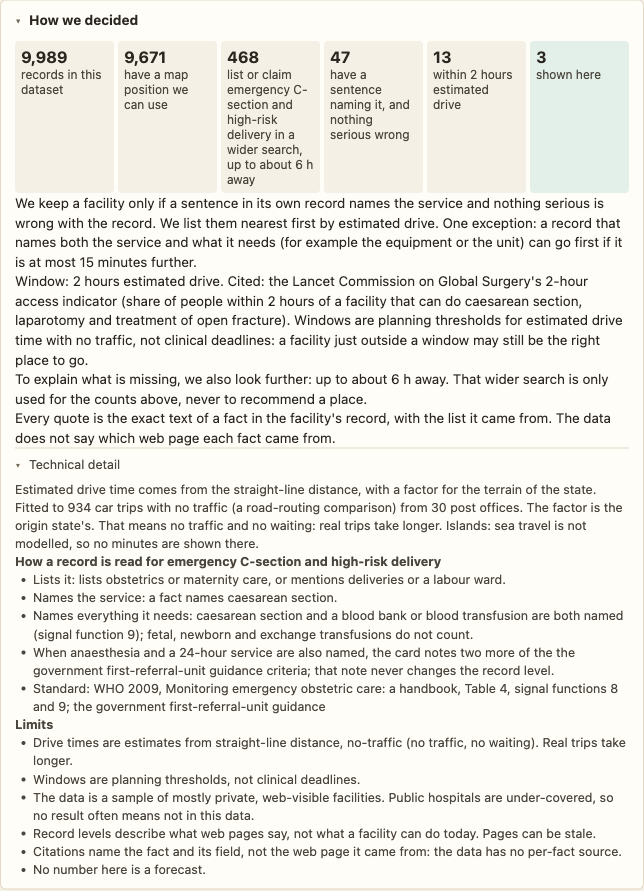 How we decided
9,989
records in this
dataset
9,671
have a map
position we
can use
468
list or claim
emergency C-
section and
high-risk
delivery in a
wider search,
up to about 6 h
away
47
have a
sentence
naming it, and
nothing
serious wrong
13
within 2 hours
estimated
drive
3
shown here
We keep a facility only if a sentence in its own record names the service and nothing serious is
wrong with the record. We list them nearest first by estimated drive. One exception: a record that
names both the service and what it needs (for example the equipment or the unit) can go first if it
is at most 15 minutes further.
Window: 2 hours estimated drive. Cited: the Lancet Commission on Global Surgery's 2-hour
access indicator (share of people within 2 hours of a facility that can do caesarean section,
laparotomy and treatment of open fracture). Windows are planning thresholds for estimated drive
time with no traffic, not clinical deadlines: a facility just outside a window may still be the right
place to go.
To explain what is missing, we also look further: up to about 6 h away. That wider search is only
used for the counts above, never to recommend a place.
Every quote is the exact text of a fact in the facility's record, with the list it came from. The data
does not say which web page each fact came from.
Technical detail
Estimated drive time comes from the straight-line distance, with a factor for the terrain of the state.
Fitted to 934 car trips with no traffic (a road-routing comparison) from 30 post offices. The factor is the
origin state's. That means no traffic and no waiting: real trips take longer. Islands: sea travel is not
modelled, so no minutes are shown there.
How a record is read for emergency C-section and high-risk delivery
• Lists it: lists obstetrics or maternity care, or mentions deliveries or a labour ward.
• Names the service: a fact names caesarean section.
• Names everything it needs: caesarean section and a blood bank or blood transfusion are both named
(signal function 9); fetal, newborn and exchange transfusions do not count.
• When anaesthesia and a 24-hour service are also named, the card notes two more of the the
government first-referral-unit guidance criteria; that note never changes the record level.
• Standard: WHO 2009, Monitoring emergency obstetric care: a handbook, Table 4, signal functions 8
and 9; the government first-referral-unit guidance
Limits
• Drive times are estimates from straight-line distance, no-traffic (no traffic, no waiting). Real trips take
longer.
• Windows are planning thresholds, not clinical deadlines.
• The data is a sample of mostly private, web-visible facilities. Public hospitals are under-covered, so
no result often means not in this data.
• Record levels describe what web pages say, not what a facility can do today. Pages can be stale.
• Citations name the fact and its field, not the web page it came from: the data has no per-fact source.
• No number here is a forecast.